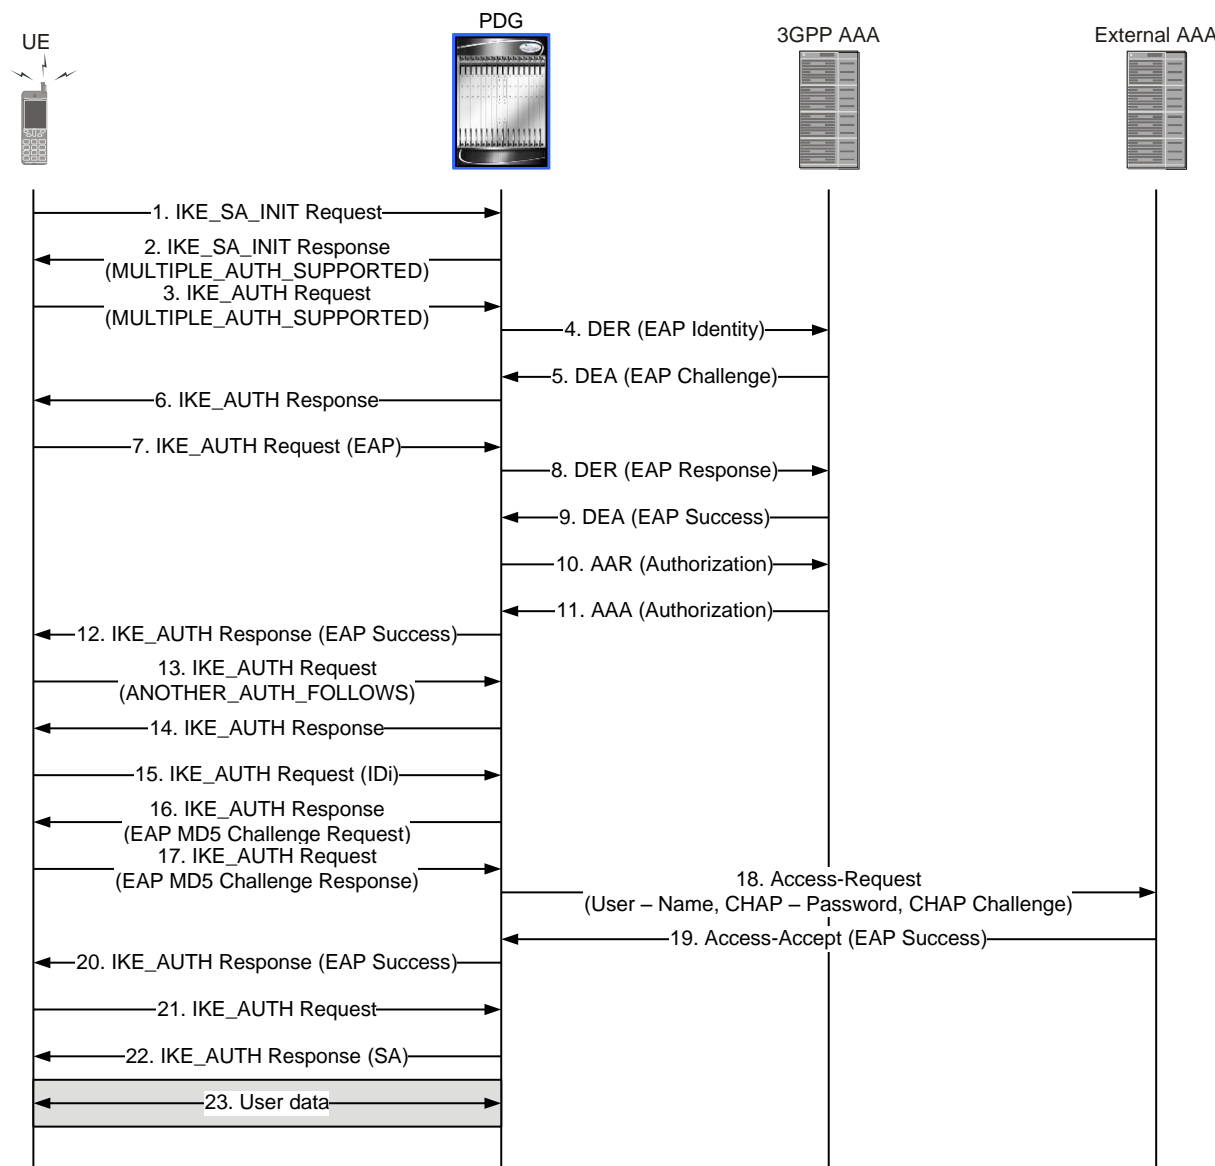 PDG
UE
3GPP AAA
External AAA
1. IKE_SA_INIT Request
2. IKE_SA_INIT Response
(MULTIPLE_AUTH_SUPPORTED)
3. IKE_AUTH Request
(MULTIPLE_AUTH_SUPPORTED)
4. DER (EAP Identity)
5. DEA (EAP Challenge)
6. IKE_AUTH Response
7. IKE_AUTH Request (EAP)
8. DER (EAP Response)
9. DEA (EAP Success)
10. AAR (Authorization)
11. AAA (Authorization)
12. IKE_AUTH Response (EAP Success)
13. IKE_AUTH Request
(ANOTHER_AUTH_FOLLOWS)
14. IKE_AUTH Response
15. IKE_AUTH Request (IDi)
16. IKE_AUTH Response
(EAP MD5 Challenge Request)
17. IKE_AUTH Request
(EAP MD5 Challenge Response)
18. Access-Request
(User – Name, CHAP – Password, CHAP Challenge)
19. Access-Accept (EAP Success)
20. IKE_AUTH Response (EAP Success)
21. IKE_AUTH Request
22. IKE_AUTH Response (SA)
23. User data